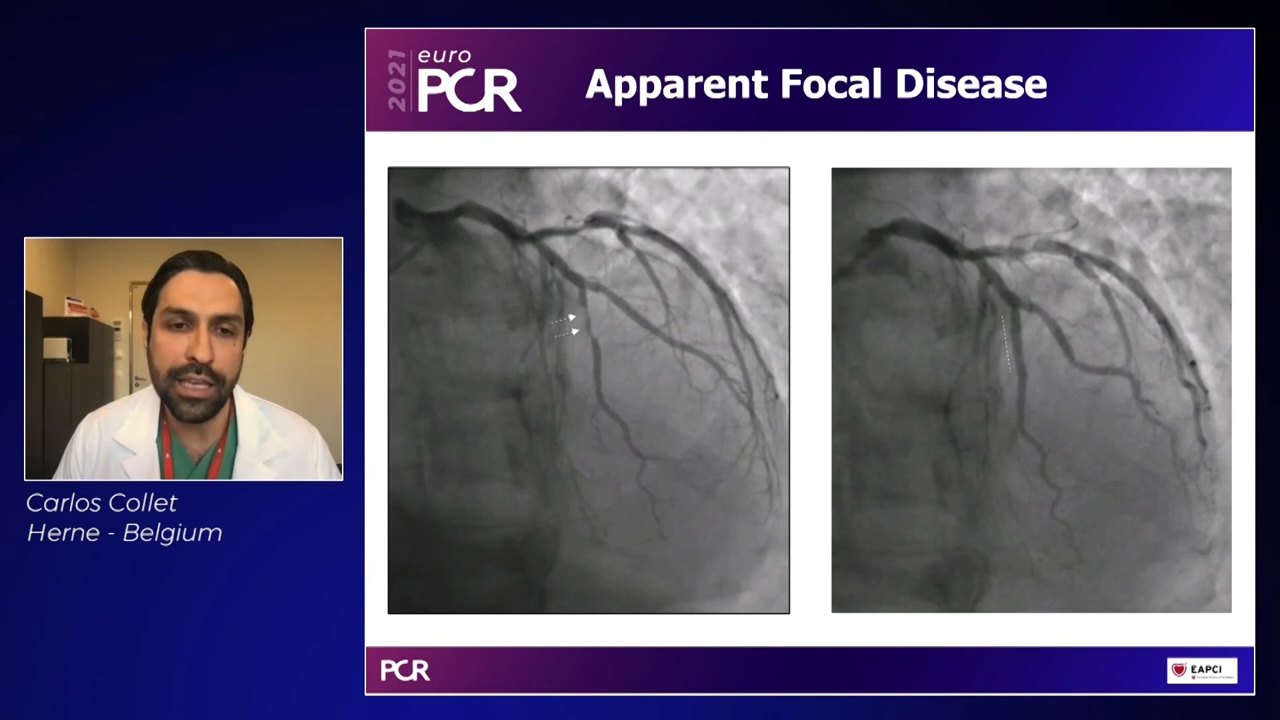 2021
euro
PCR
Apparent Focal Disease
Carlos Collet
Herne - Belgium
PCR
EAPCI